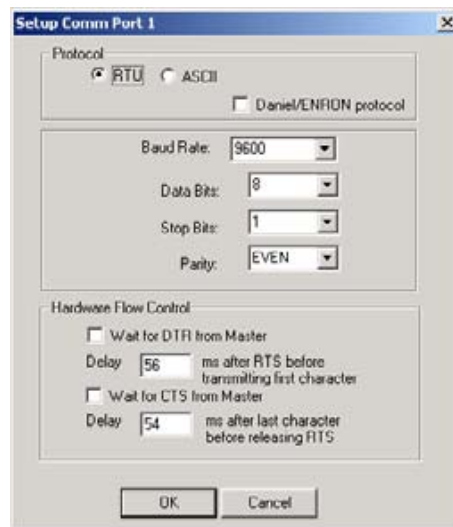 Setup Comm Port 1
Protocol
RTU ASCII
Daniel/ENRON protocol
Baud Rate: 9600
Data Bits: 8
Stop Bits: 1
Parity: EVEN
Hardware Flow Control
Wait for DTR from Master
Delay 56 ms after RTS before
transmitting first character
Wait for CTS from Master
Delay 54 ms after last character
before releasing RTS
OK Cancel